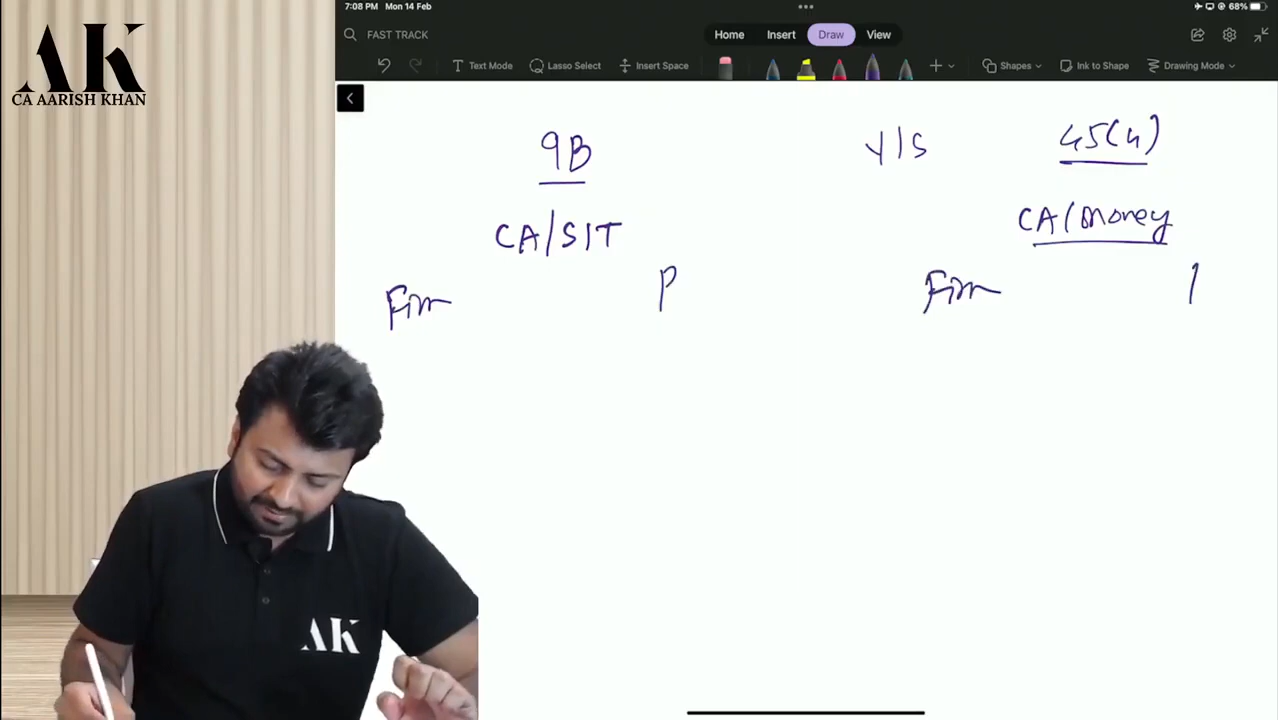 7:08 PM Mon 14 Feb
68%
FAST TRACK
Home Insert Draw View
Text Mode Lasso Select Insert Space Shapes Ink to Shape Drawing Mode
AK
CA AARISH KHAN
9B V/S 45(4)
CA/SIT CA/Money
Firm P Firm
AK